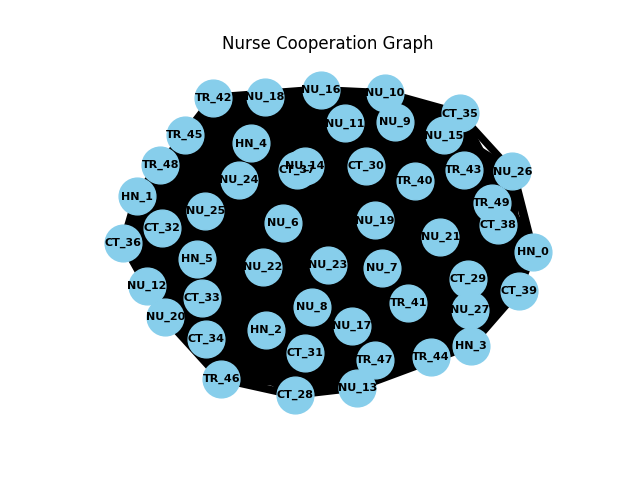 Nurse Cooperation Graph
NU_16
NU_10
TR_42
NU_18
CT_35
NU_11
NU_9
TR_45
NU_15
HN_4
TR_48
NU_14
CT_37
CT_30
TR_43
NU_26
NU_24
TR_40
HN_1
TR_49
NU_25
NU_6
NU_19
CT_38
CT_32
NU_21
CT_36
HN_0
HN_5
NU_22
NU_23
NU_7
CT_29
NU_12
CT_39
CT_33
NU_8
TR_41
NU_27
NU_20
HN_2
NU_17
CT_34
HN_3
CT_31
TR_47
TR_44
TR_46
NU_13
CT_28